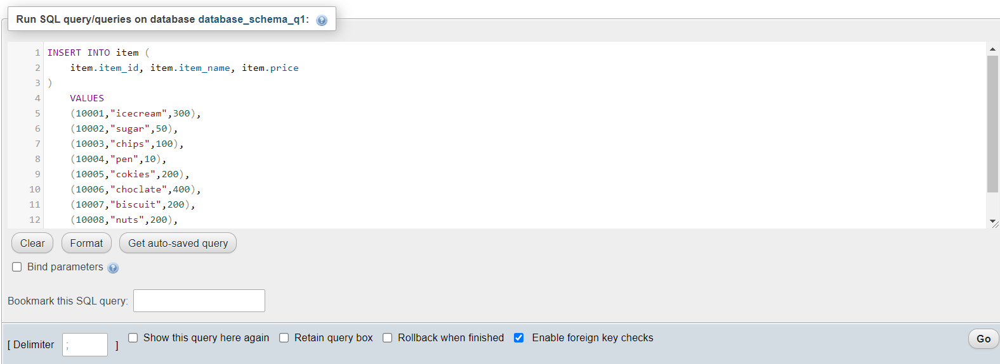 Run SQL query/queries on database database_schema_q1:
1 INSERT INTO item (
2 item.item_id, item.item_name, item.price
3 )
4 VALUES
5 (10001,"icecream",300),
6 (10002,"sugar",50),
7 (10003,"chips",100),
8 (10004,"pen",10),
9 (10005,"cokies",200),
10 (10006,"choclate",400),
11 (10007,"biscuit",200),
12 (10008,"nuts",200),
Clear Format Get auto-saved query
Bind parameters
Bookmark this SQL query:
[ Delimiter ; ] Show this query here again Retain query box Rollback when finished Enable foreign key checks Go